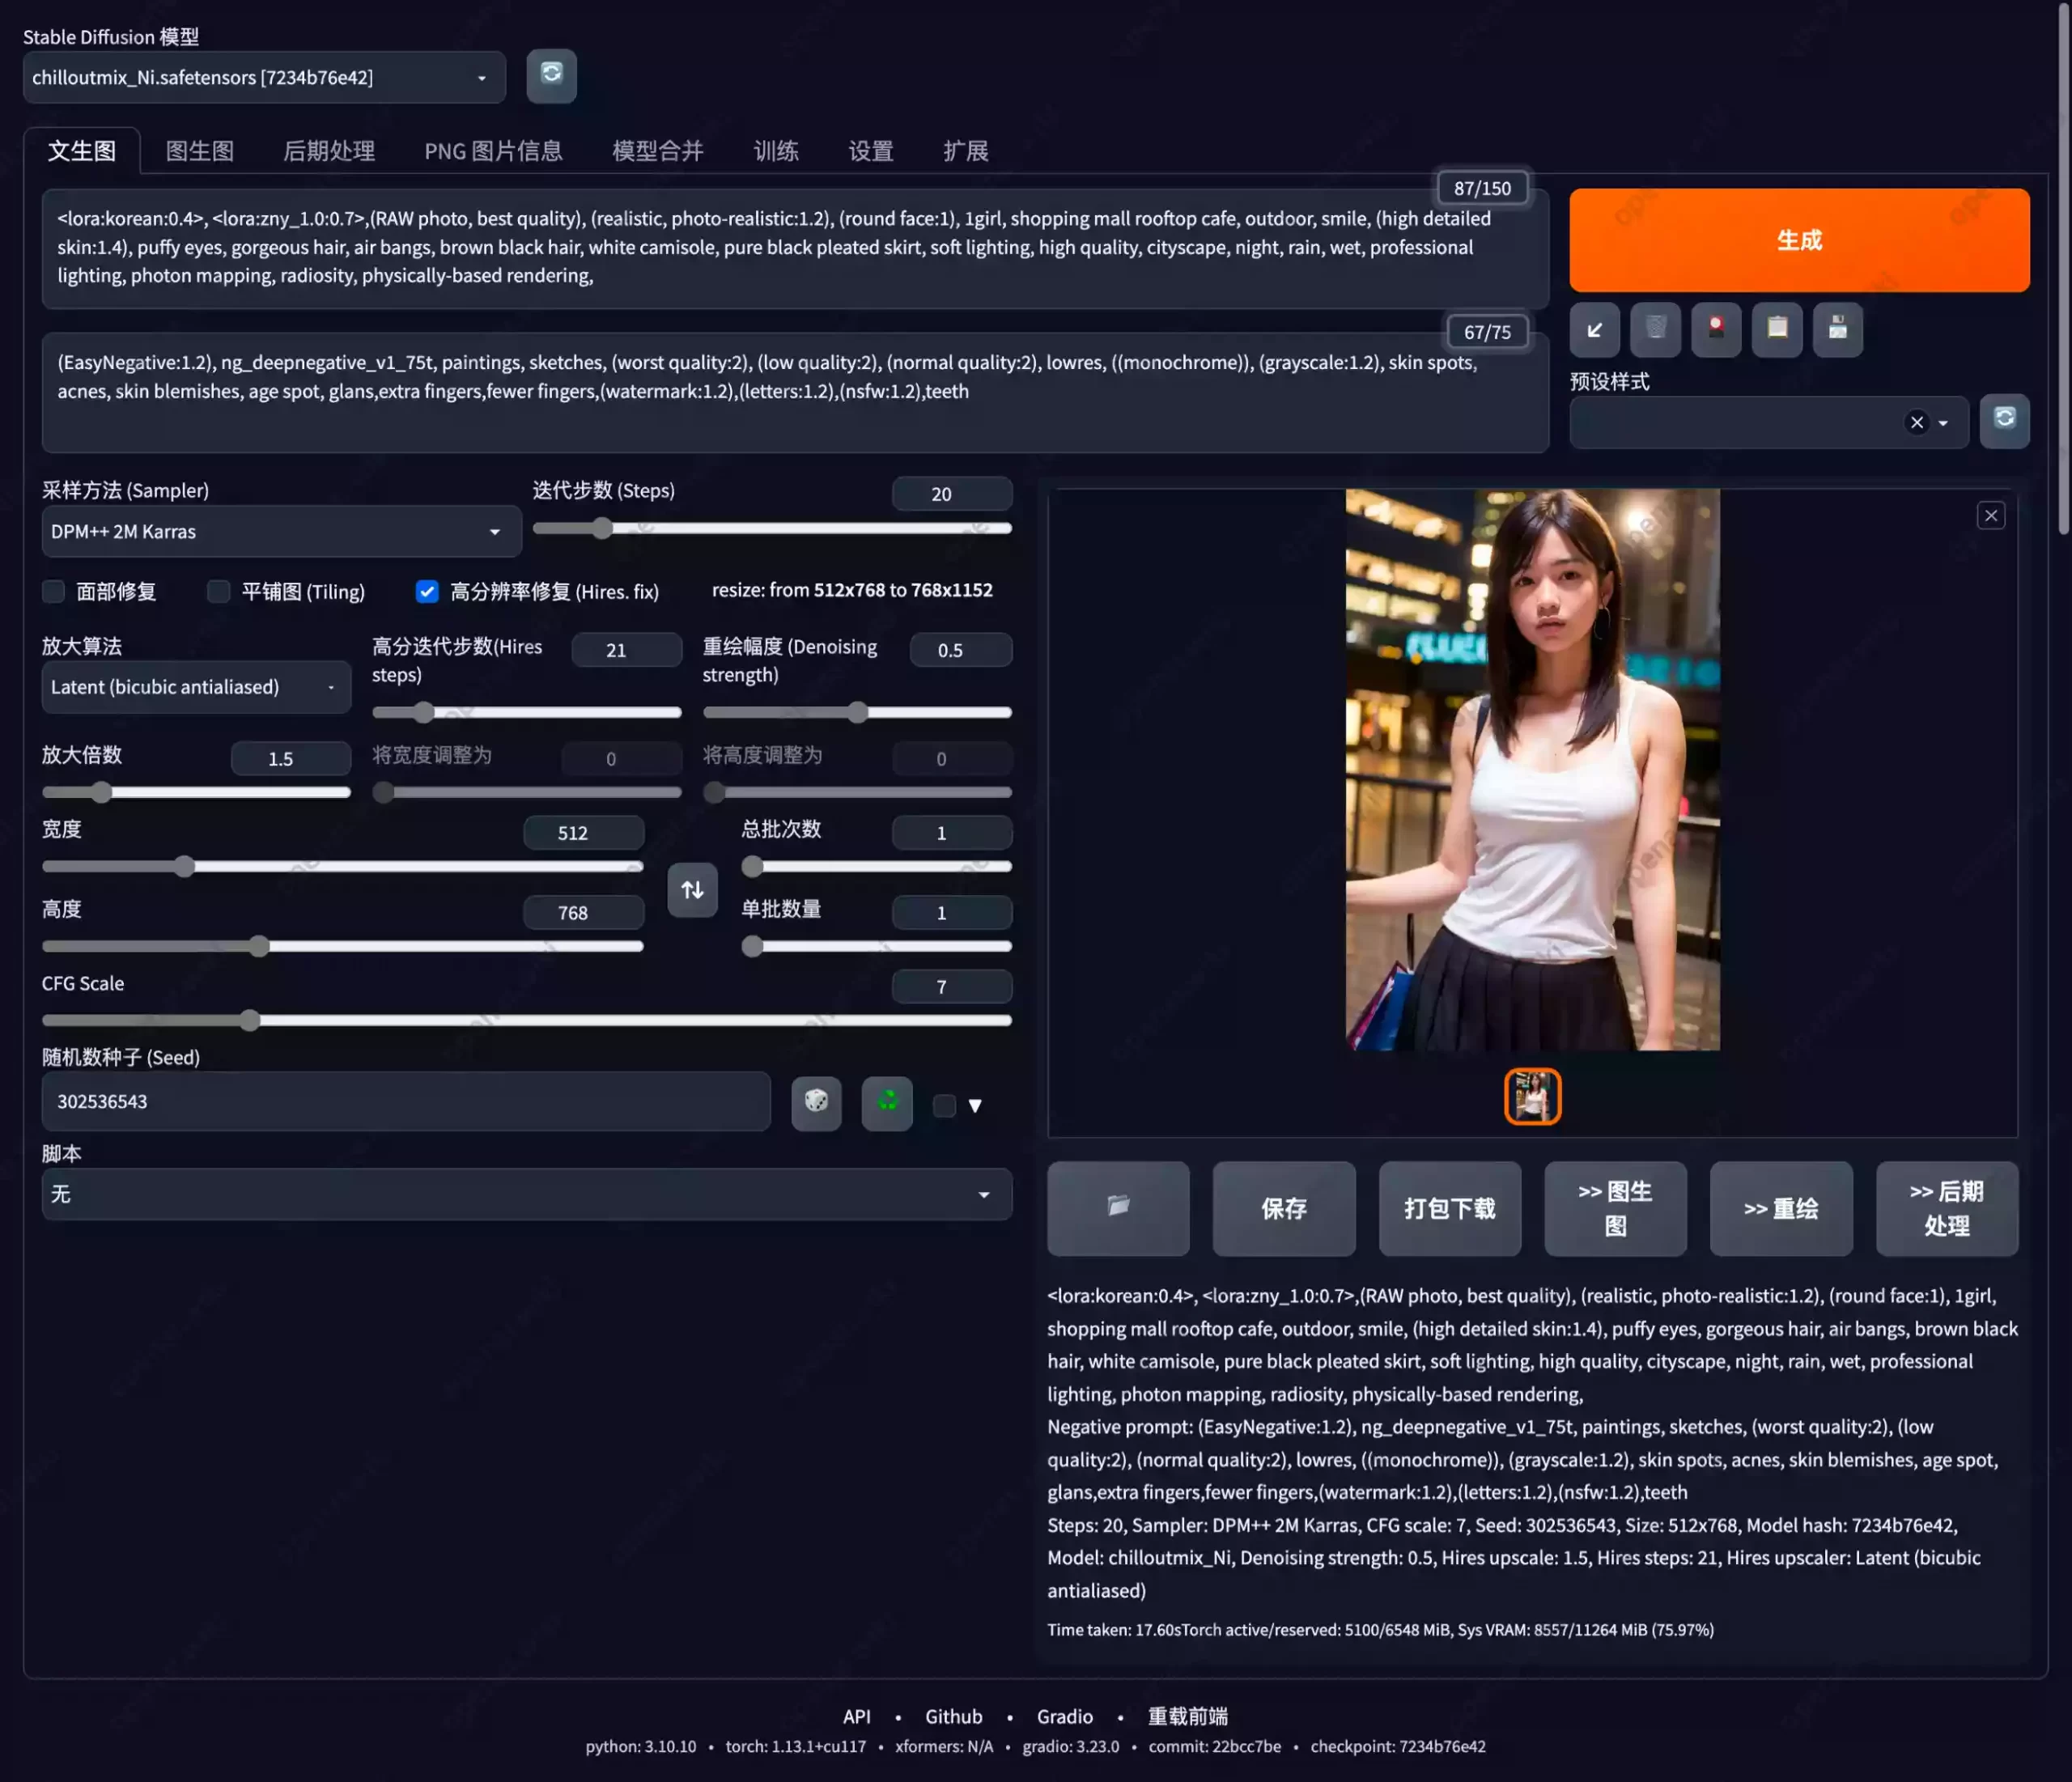 Stable Diffusion 模型
chilloutmix_Ni.safetensors [7234b76e42]
文生图 图生图 后期处理 PNG 图片信息 模型合并 训练 设置 扩展
87/150
<lora:korean:0.4>, <lora:zny_1.0:0.7>,(RAW photo, best quality), (realistic, photo-realistic:1.2), (round face:1), 1girl, shopping mall rooftop cafe, outdoor, smile, (high detailed
skin:1.4), puffy eyes, gorgeous hair, air bangs, brown black hair, white camisole, pure black pleated skirt, soft lighting, high quality, cityscape, night, rain, wet, professional
lighting, photon mapping, radiosity, physically-based rendering,
生成
67/75
(EasyNegative:1.2), ng_deepnegative_v1_75t, paintings, sketches, (worst quality:2), (low quality:2), (normal quality:2), lowres, ((monochrome)), (grayscale:1.2), skin spots,
acnes, skin blemishes, age spot, glans,extra fingers,fewer fingers,(watermark:1.2),(letters:1.2),(nsfw:1.2),teeth
预设样式
采样方法 (Sampler)
DPM++ 2M Karras
迭代步数 (Steps)
20
面部修复 平铺图 (Tiling) 高分辨率修复 (Hires. fix) resize: from 512x768 to 768x1152
放大算法
Latent (bicubic antialiased)
高分迭代步数(Hires
steps)
21
重绘幅度 (Denoising
strength)
0.5
放大倍数 1.5
将宽度调整为 0
将高度调整为 0
宽度 512
高度 768
总批次数 1
单批数量 1
CFG Scale 7
随机数种子 (Seed)
302536543
脚本
无
保存
打包下载
>> 图生
图
>> 重绘
>> 后期
处理
<lora:korean:0.4>, <lora:zny_1.0:0.7>,(RAW photo, best quality), (realistic, photo-realistic:1.2), (round face:1), 1girl,
shopping mall rooftop cafe, outdoor, smile, (high detailed skin:1.4), puffy eyes, gorgeous hair, air bangs, brown black
hair, white camisole, pure black pleated skirt, soft lighting, high quality, cityscape, night, rain, wet, professional
lighting, photon mapping, radiosity, physically-based rendering,
Negative prompt: (EasyNegative:1.2), ng_deepnegative_v1_75t, paintings, sketches, (worst quality:2), (low
quality:2), (normal quality:2), lowres, ((monochrome)), (grayscale:1.2), skin spots, acnes, skin blemishes, age spot,
glans,extra fingers,fewer fingers,(watermark:1.2),(letters:1.2),(nsfw:1.2),teeth
Steps: 20, Sampler: DPM++ 2M Karras, CFG scale: 7, Seed: 302536543, Size: 512x768, Model hash: 7234b76e42,
Model: chilloutmix_Ni, Denoising strength: 0.5, Hires upscale: 1.5, Hires steps: 21, Hires upscaler: Latent (bicubic
antialiased)
Time taken: 17.60sTorch active/reserved: 5100/6548 MiB, Sys VRAM: 8557/11264 MiB (75.97%)
API • Github • Gradio • 重载前端
python: 3.10.10 • torch: 1.13.1+cu117 • xformers: N/A • gradio: 3.23.0 • commit: 22bcc7be • checkpoint: 7234b76e42